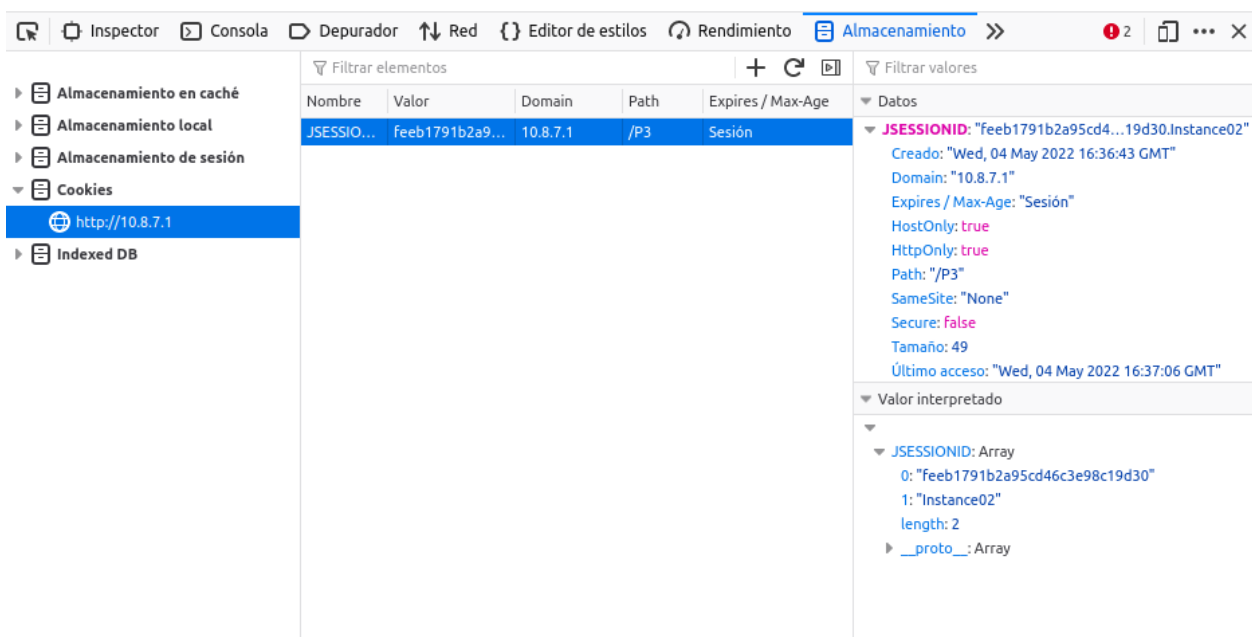 Inspector Consola Depurador Red Editor de estilos Rendimiento Almacenamiento 2
Almacenamiento en caché
Almacenamiento local
Almacenamiento de sesión
Cookies
http://10.8.7.1
Indexed DB
Filtrar elementos
Nombre Valor Domain Path Expires / Max-Age
JSESSIO... feeb1791b2a9... 10.8.7.1 /P3 Sesión
Filtrar valores
Datos
JSESSIONID: "feeb1791b2a95cd4...19d30.Instance02"
Creado: "Wed, 04 May 2022 16:36:43 GMT"
Domain: "10.8.7.1"
Expires / Max-Age: "Sesión"
HostOnly: true
HttpOnly: true
Path: "/P3"
SameSite: "None"
Secure: false
Tamaño: 49
Último acceso: "Wed, 04 May 2022 16:37:06 GMT"
Valor interpretado
JSESSIONID: Array
0: "feeb1791b2a95cd46c3e98c19d30"
1: "Instance02"
length: 2
__proto__: Array